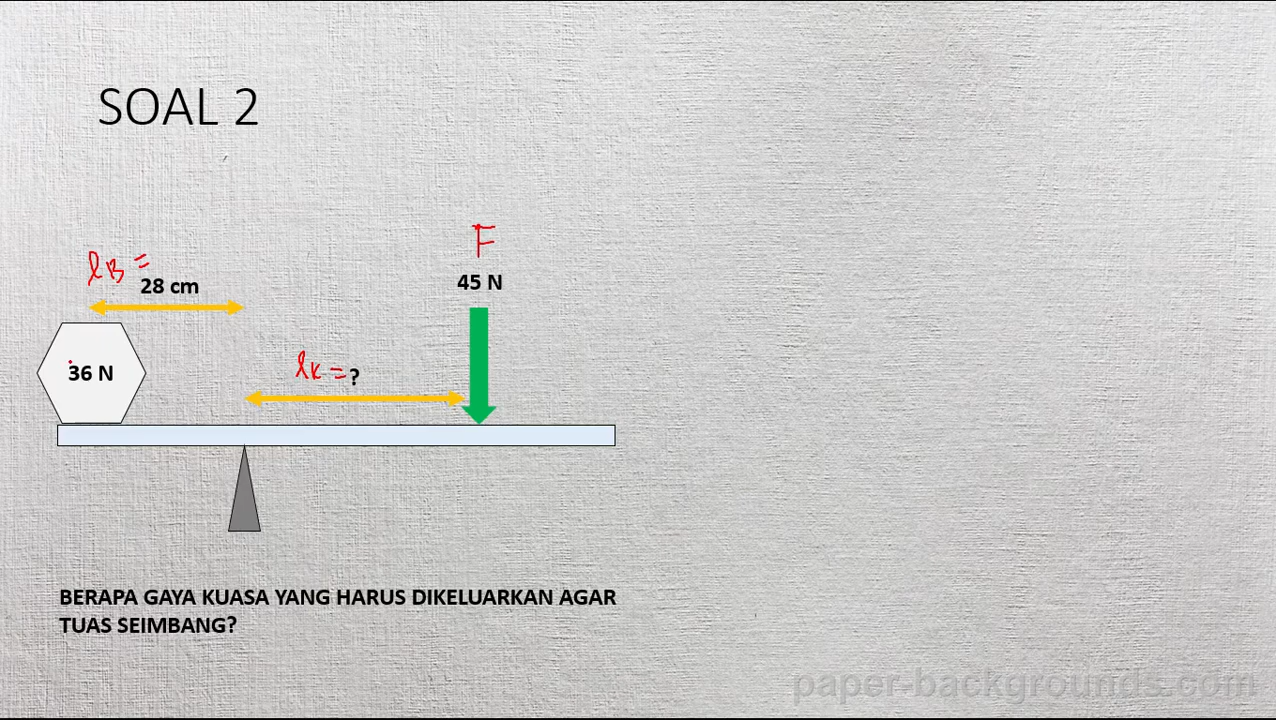 SOAL 2
F
lB =
28 cm
45 N
36 N
lK = ?
BERAPA GAYA KUASA YANG HARUS DIKELUARKAN AGAR
TUAS SEIMBANG?
paper-backgrounds.com